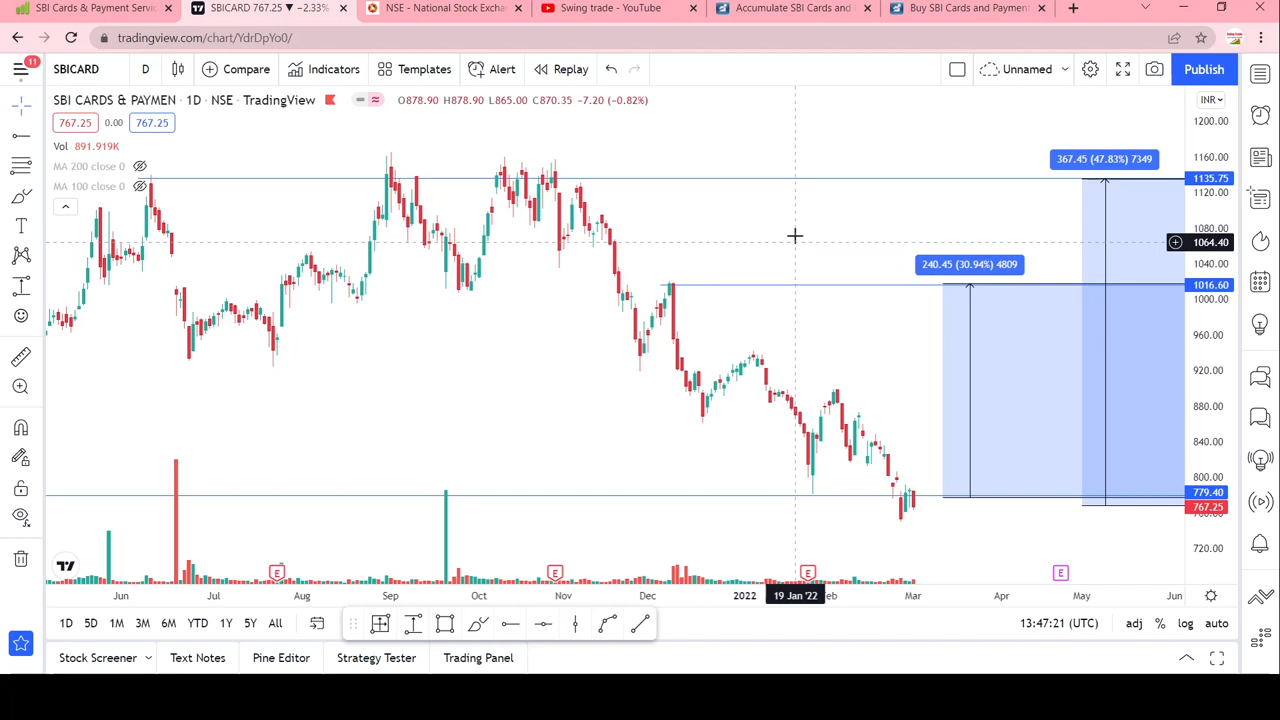 SBI Cards & Payment Servic
SBICARD 767.25 ▼ −2.33%
NSE - National Stock Exchan
Swing trade - YouTube
Accumulate SBI Cards and
Buy SBI Cards and Payment
tradingview.com/chart/YdrDpYo0/
11
SBICARD
D
Compare
Indicators
Templates
Alert
Replay
Unnamed
Publish
SBI CARDS & PAYMEN · 1D · NSE · TradingView
O878.90 H878.90 L865.00 C870.35 −7.20 (−0.82%)
INR
767.25
0.00
767.25
Vol 891.919K
MA 200 close 0
MA 100 close 0
367.45 (47.83%) 7349
240.45 (30.94%) 4809
1200.00
1160.00
1135.75
1120.00
1080.00
1064.40
1040.00
1016.60
1000.00
960.00
920.00
880.00
840.00
800.00
779.40
767.25
760.00
720.00
E
E
E
E
Jun
Jul
Aug
Sep
Oct
Nov
Dec
2022
19 Jan '22
eb
Mar
Apr
May
Jun
1D
5D
1M
3M
6M
YTD
1Y
5Y
All
13:47:21 (UTC)
adj
%
log
auto
Stock Screener
Text Notes
Pine Editor
Strategy Tester
Trading Panel